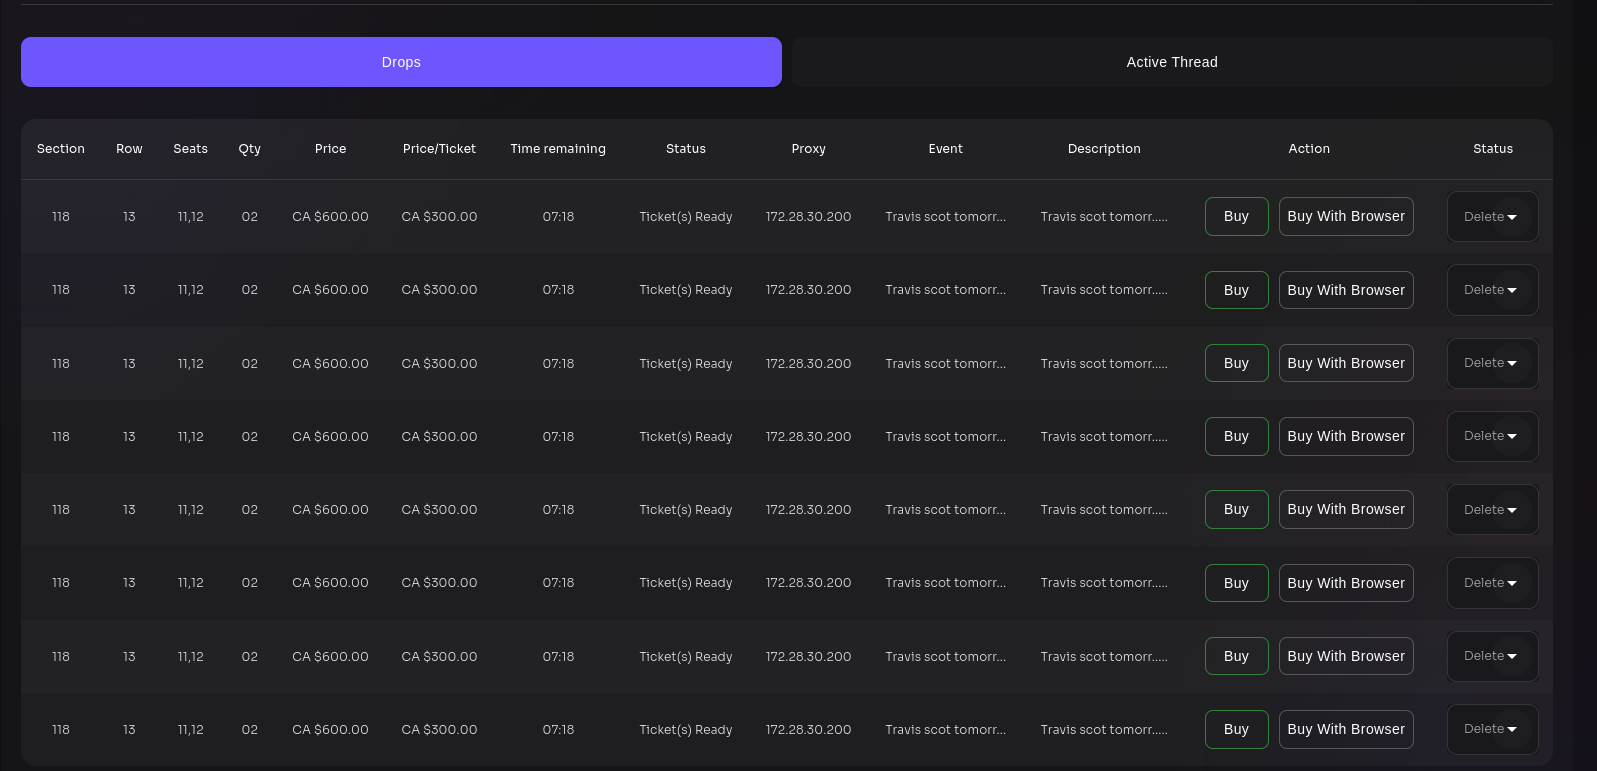 Drops Active Thread
Section Row Seats Qty Price Price/Ticket Time remaining Status Proxy Event Description Action Status
118 13 11,12 02 CA $600.00 CA $300.00 07:18 Ticket(s) Ready 172.28.30.200 Travis scot tomorr... Travis scot tomorr..... Buy Buy With Browser Delete
118 13 11,12 02 CA $600.00 CA $300.00 07:18 Ticket(s) Ready 172.28.30.200 Travis scot tomorr... Travis scot tomorr..... Buy Buy With Browser Delete
118 13 11,12 02 CA $600.00 CA $300.00 07:18 Ticket(s) Ready 172.28.30.200 Travis scot tomorr... Travis scot tomorr..... Buy Buy With Browser Delete
118 13 11,12 02 CA $600.00 CA $300.00 07:18 Ticket(s) Ready 172.28.30.200 Travis scot tomorr... Travis scot tomorr..... Buy Buy With Browser Delete
118 13 11,12 02 CA $600.00 CA $300.00 07:18 Ticket(s) Ready 172.28.30.200 Travis scot tomorr... Travis scot tomorr..... Buy Buy With Browser Delete
118 13 11,12 02 CA $600.00 CA $300.00 07:18 Ticket(s) Ready 172.28.30.200 Travis scot tomorr... Travis scot tomorr..... Buy Buy With Browser Delete
118 13 11,12 02 CA $600.00 CA $300.00 07:18 Ticket(s) Ready 172.28.30.200 Travis scot tomorr... Travis scot tomorr..... Buy Buy With Browser Delete
118 13 11,12 02 CA $600.00 CA $300.00 07:18 Ticket(s) Ready 172.28.30.200 Travis scot tomorr... Travis scot tomorr..... Buy Buy With Browser Delete